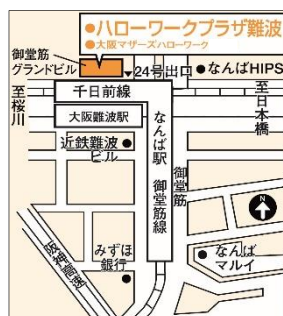 ●ハローワークプラザ難波
●大阪マザーズハローワーク
御堂筋
グランドビル
▼24号出口
●なんばHIPS
至桜川
千日前線
至日本橋
大阪難波駅
なんば駅 御堂筋線
御堂筋
近鉄難波
ビル
N
阪神高速
みずほ
銀行
なんば
マルイ